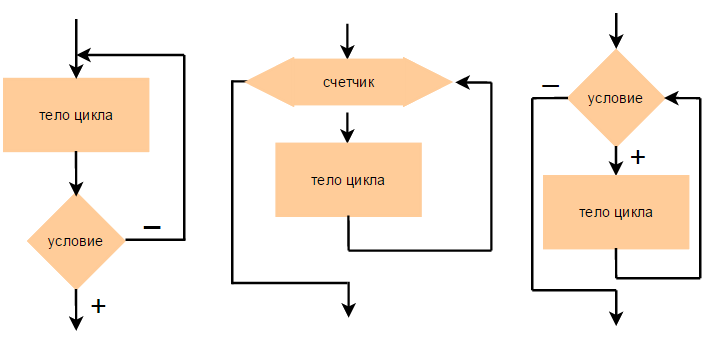 тело цикла
условие
−
+
счетчик
тело цикла
условие
−
+
тело цикла